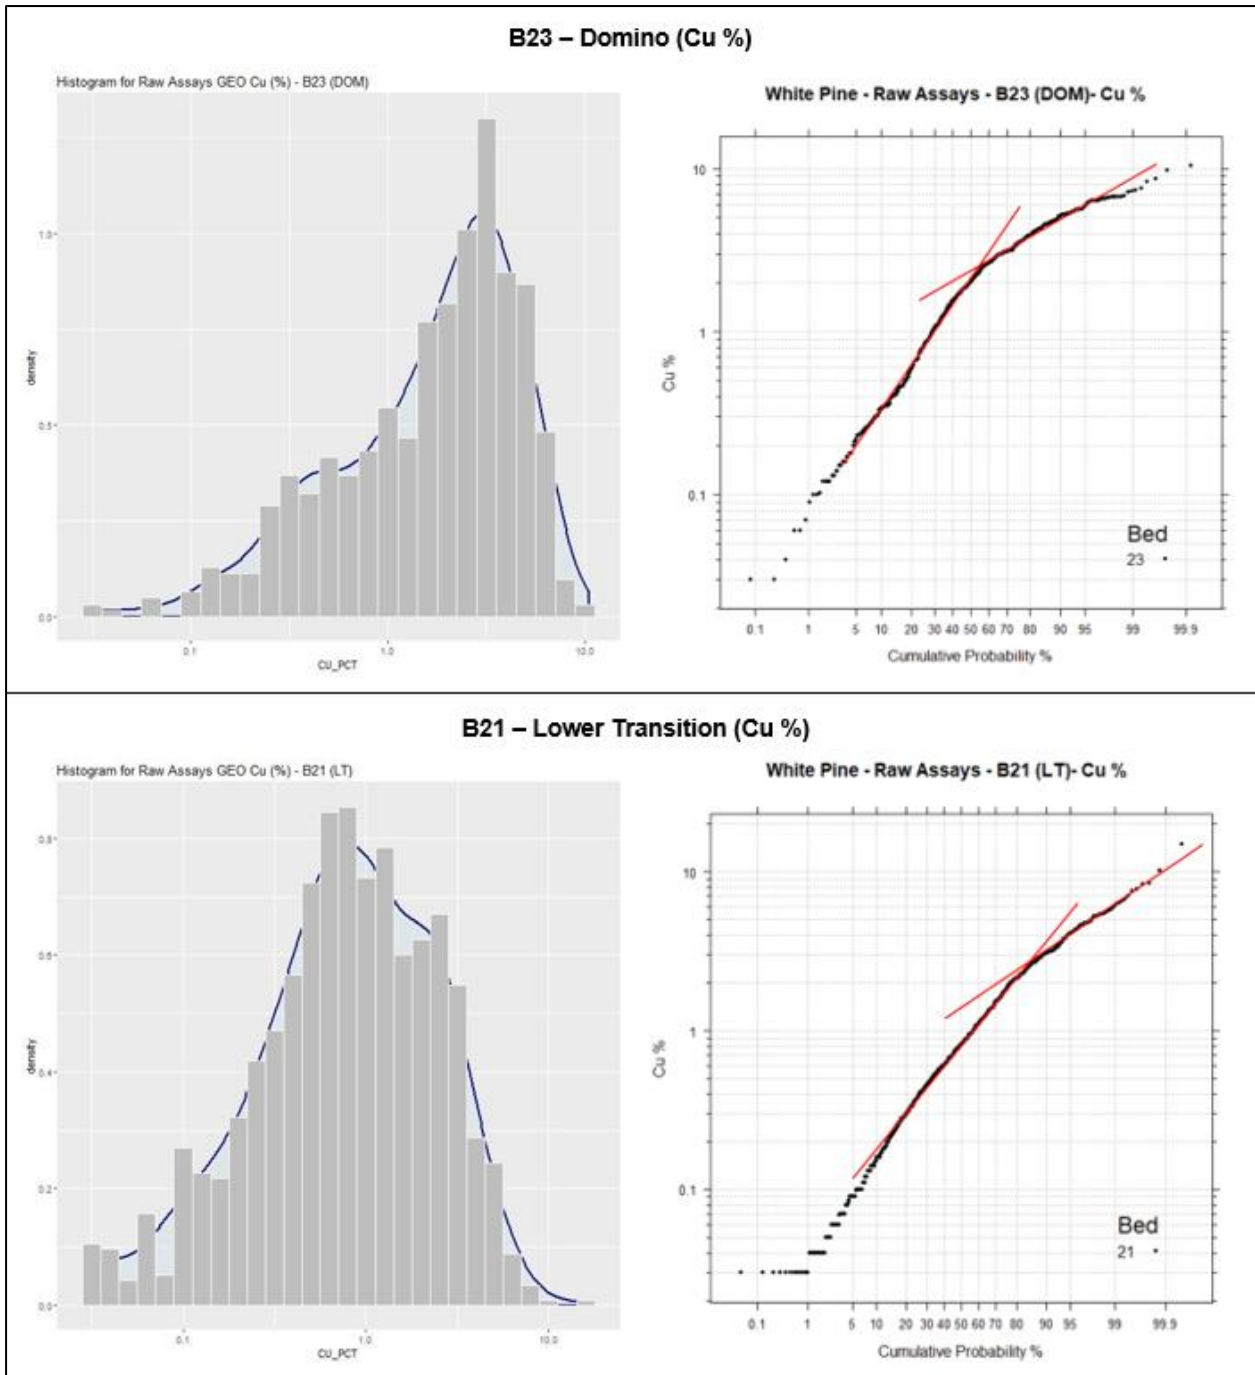 B23 – Domino (Cu %)
Histogram for Raw Assays GEO Cu (%) - B23 (DOM)
density
1.0
0.5
0.0
0.1 1.0 10.0
CU_PCT
White Pine - Raw Assays - B23 (DOM)- Cu %
Cu %
10
1
0.1
Bed
23
0.1 1 5 10 20 30 40 50 60 70 80 90 95 99 99.9
Cumulative Probability %
B21 – Lower Transition (Cu %)
Histogram for Raw Assays GEO Cu (%) - B21 (LT)
density
0.8
0.6
0.4
0.2
0.0
0.1 1.0 10.0
CU_PCT
White Pine - Raw Assays - B21 (LT)- Cu %
Cu %
10
1
0.1
Bed
21
0.1 1 5 10 20 30 40 50 60 70 80 90 95 99 99.9
Cumulative Probability %